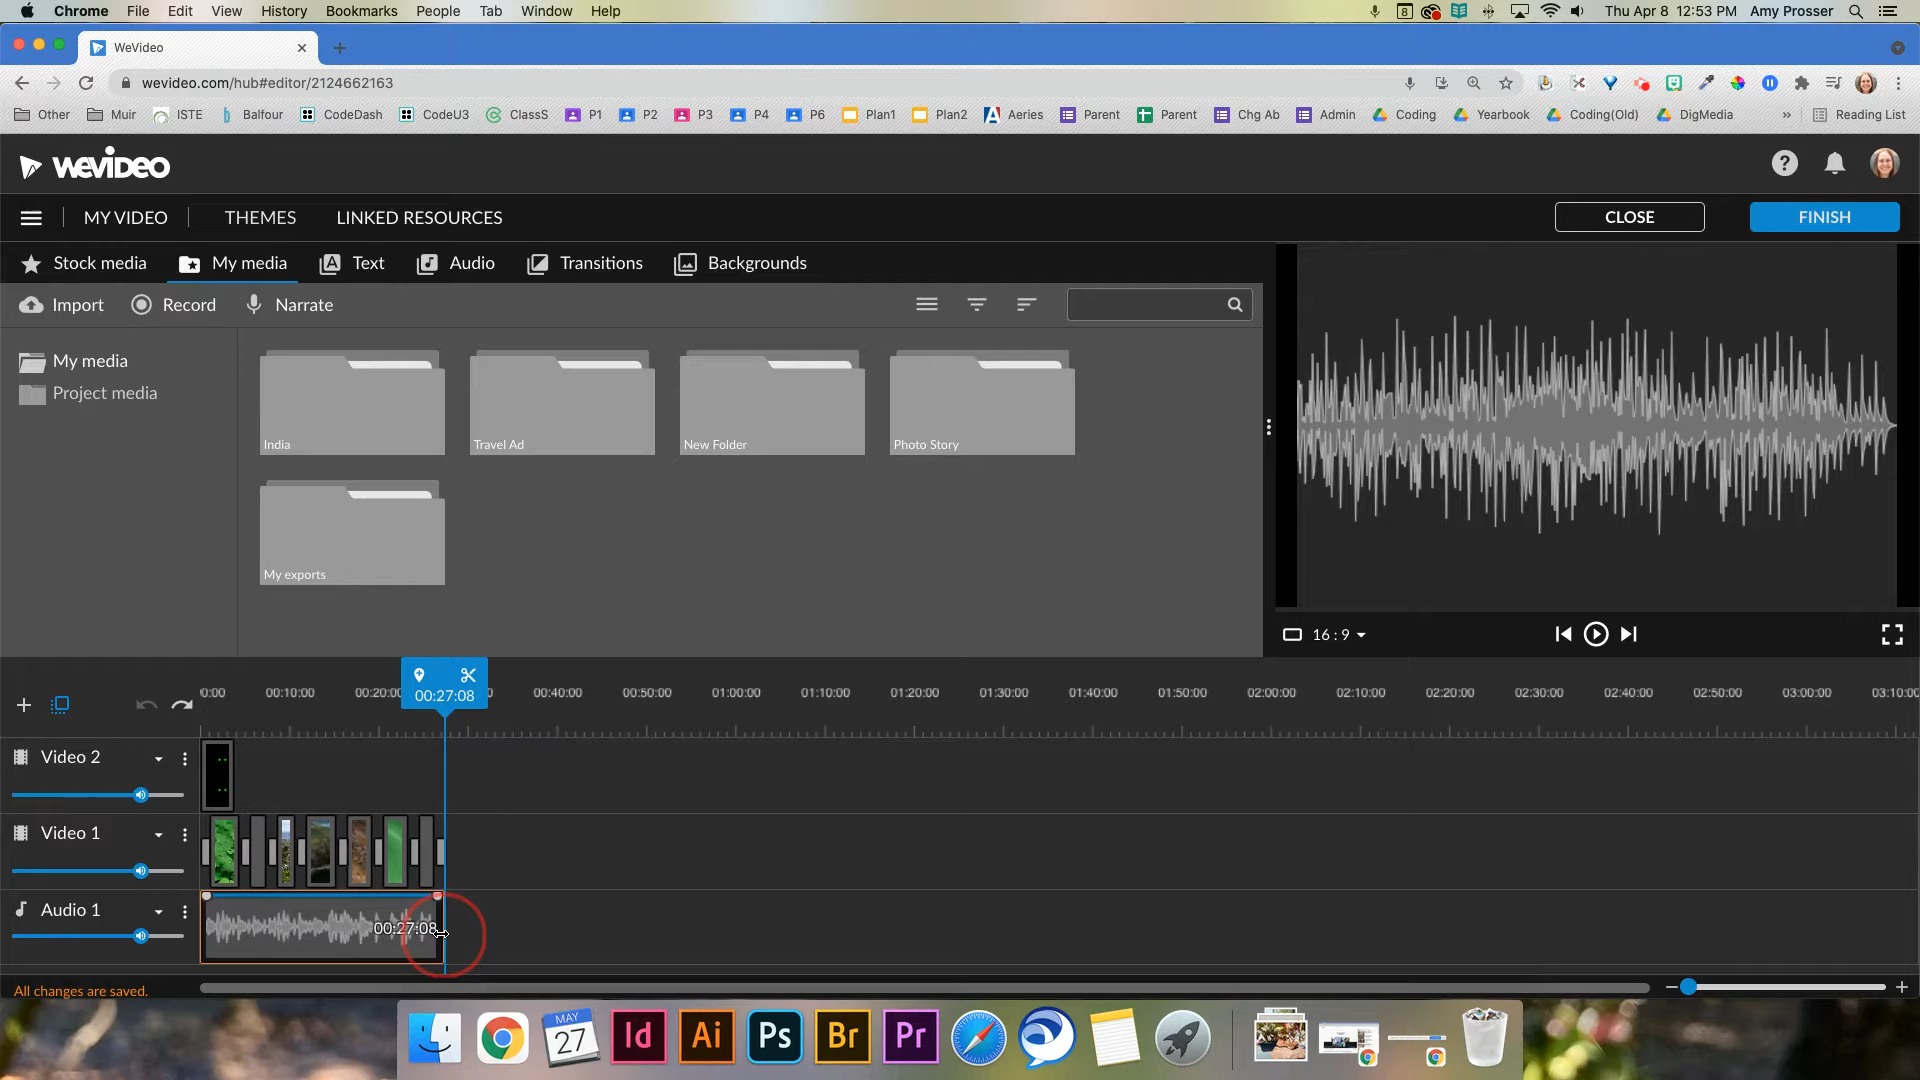 Chrome File Edit View History Bookmarks People Tab Window Help 8 Thu Apr 8 12:53 PM Amy Prosser
WeVideo
wevideo.com/hub#editor/2124662163
Other Muir ISTE Balfour CodeDash CodeU3 ClassS P1 P2 P3 P4 P6 Plan1 Plan2 Aeries Parent Parent Chg Ab Admin Coding Yearbook Coding(Old) DigMedia » Reading List
WEVIDEO
MY VIDEO THEMES LINKED RESOURCES CLOSE FINISH
Stock media My media Text Audio Transitions Backgrounds
Import Record Narrate
My media
Project media
India Travel Ad New Folder Photo Story
My exports
16 : 9
00:27:08
0:00 00:10:00 00:20:0 0 00:40:00 00:50:00 01:00:00 01:10:00 01:20:00 01:30:00 01:40:00 01:50:00 02:00:00 02:10:00 02:20:00 02:30:00 02:40:00 02:50:00 03:00:00 03:10:0
Video 2
Video 1
Audio 1
00:27:08
All changes are saved.
MAY
27
Id Ai Ps Br Pr